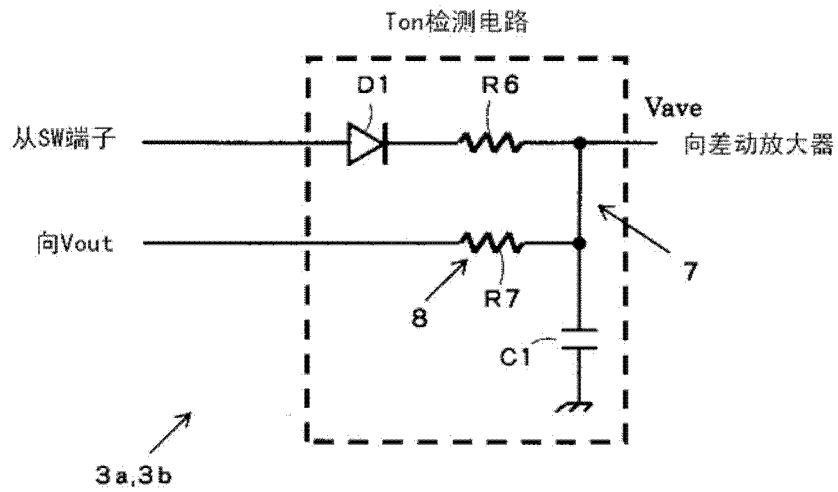 Ton检测电路
D1
R6
Vave
从SW端子
向差动放大器
向Vout
R7
8
7
C1
3a,3b